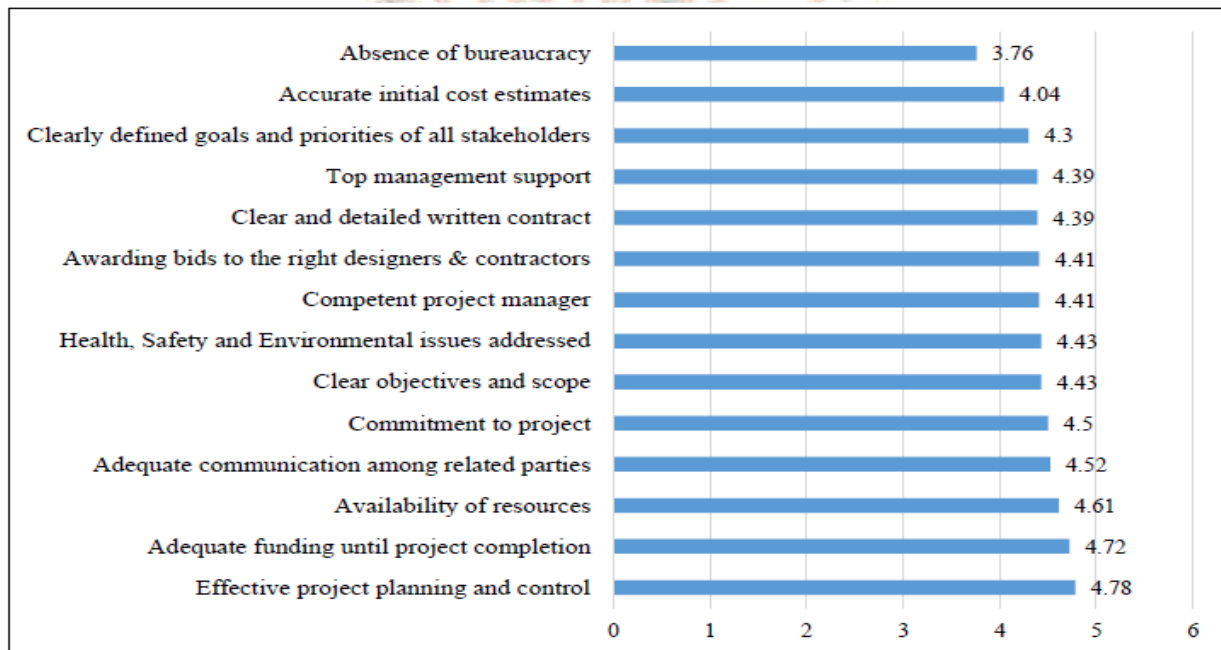 Absence of bureaucracy 3.76
Accurate initial cost estimates 4.04
Clearly defined goals and priorities of all stakeholders 4.3
Top management support 4.39
Clear and detailed written contract 4.39
Awarding bids to the right designers & contractors 4.41
Competent project manager 4.41
Health, Safety and Environmental issues addressed 4.43
Clear objectives and scope 4.43
Commitment to project 4.5
Adequate communication among related parties 4.52
Availability of resources 4.61
Adequate funding until project completion 4.72
Effective project planning and control 4.78
0 1 2 3 4 5 6